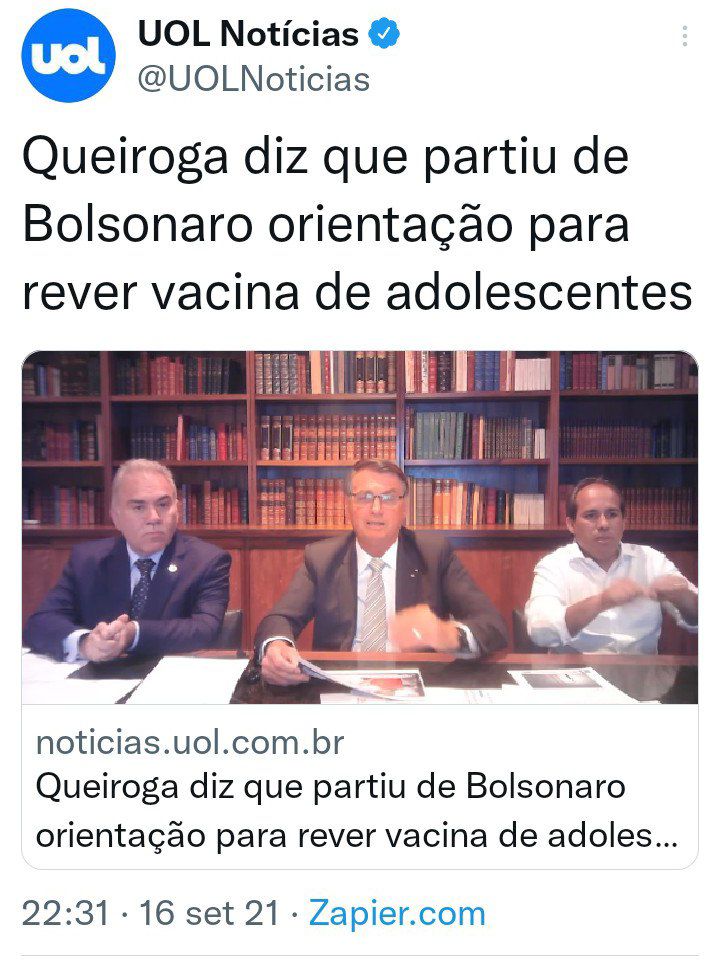 uol
UOL Notícias
@UOLNoticias
Queiroga diz que partiu de
Bolsonaro orientação para
rever vacina de adolescentes
noticias.uol.com.br
Queiroga diz que partiu de Bolsonaro
orientação para rever vacina de adoles...
22:31 · 16 set 21 · Zapier.com